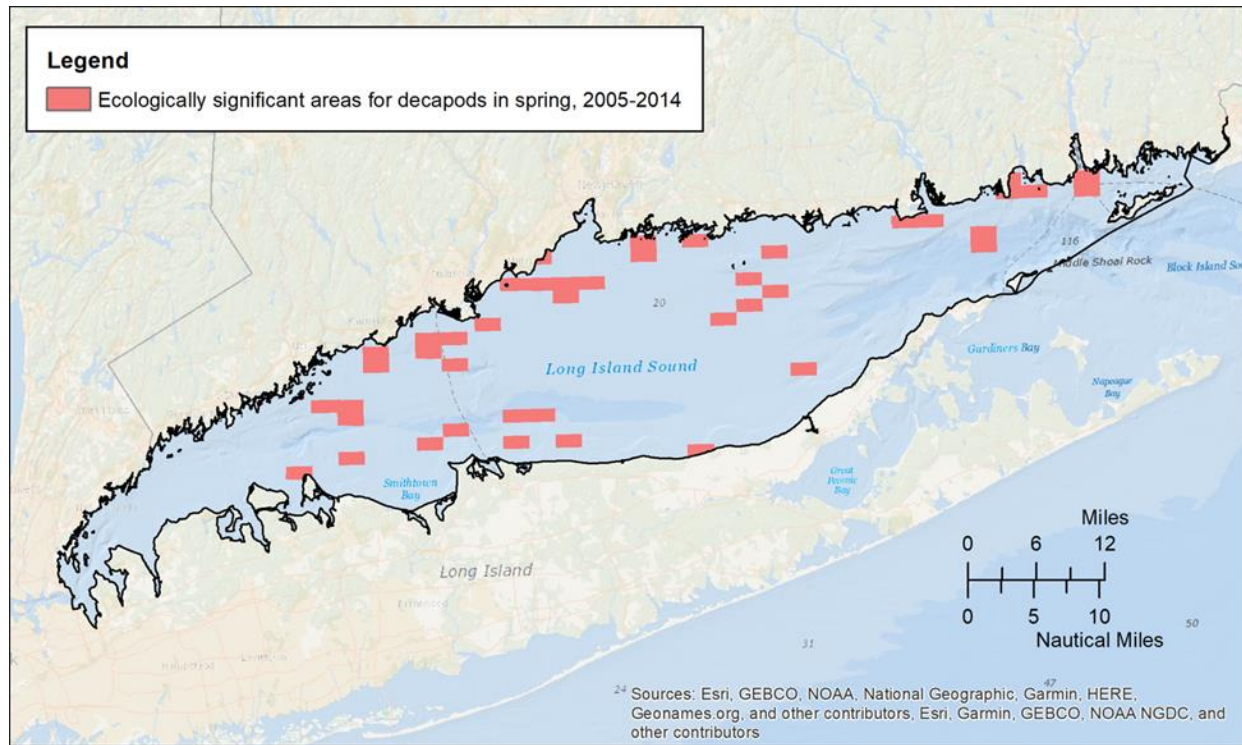 Legend
Ecologically significant areas for decapods in spring, 2005-2014
116
Middle Shoal Rock
Block Island Sou
20
Long Island Sound
Gardiners Bay
Napeague
Bay
Smithtown
Bay
Great
Peconic
Bay
Long Island
Miles
0 6 12
0 5 10
Nautical Miles
50
31
24
47
Sources: Esri, GEBCO, NOAA, National Geographic, Garmin, HERE,
Geonames.org, and other contributors, Esri, Garmin, GEBCO, NOAA NGDC, and
other contributors